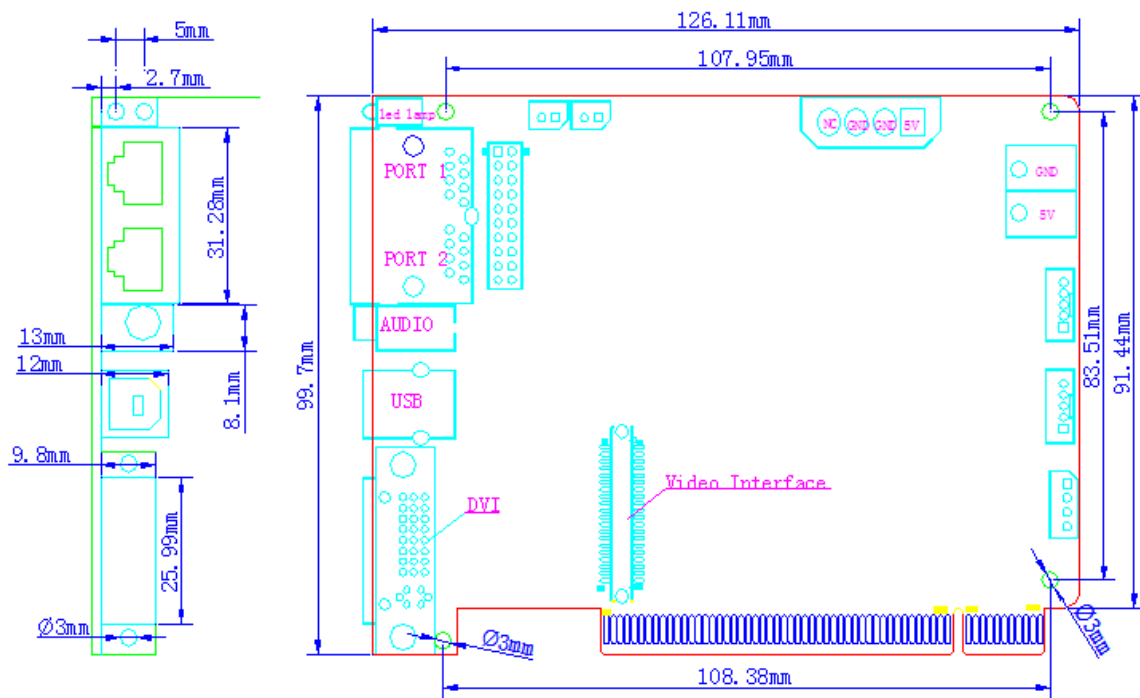 5mm
126.11mm
107.95mm
2.7mm
led lamp
NC
GND
GND
5V
PORT 1
GND
5V
31.28mm
PORT 2
AUDIO
13mm
12mm
8.1mm
99.7mm
83.51mm
91.44mm
USB
9.8mm
Video Interface
DVI
25.99mm
Ø3mm
Ø3mm
Ø3mm
108.38mm